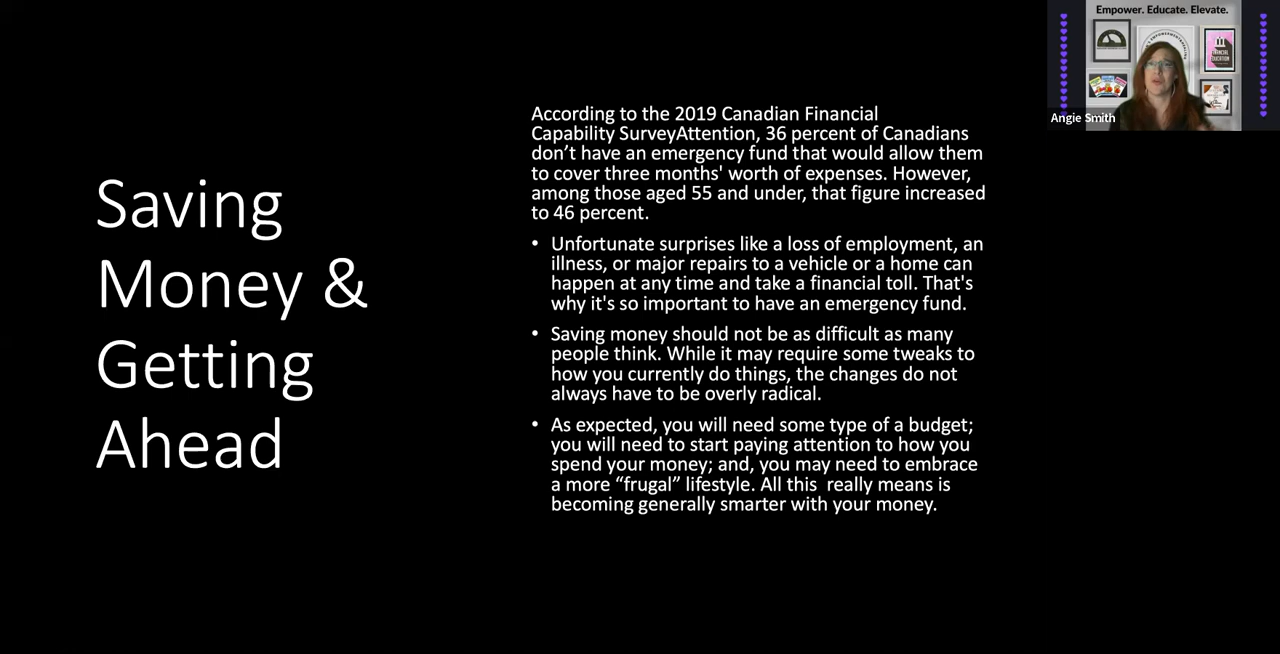 Saving
Money &
Getting
Ahead
According to the 2019 Canadian Financial
Capability SurveyAttention, 36 percent of Canadians
don’t have an emergency fund that would allow them
to cover three months' worth of expenses. However,
among those aged 55 and under, that figure increased
to 46 percent.
• Unfortunate surprises like a loss of employment, an
illness, or major repairs to a vehicle or a home can
happen at any time and take a financial toll. That's
why it's so important to have an emergency fund.
• Saving money should not be as difficult as many
people think. While it may require some tweaks to
how you currently do things, the changes do not
always have to be overly radical.
• As expected, you will need some type of a budget;
you will need to start paying attention to how you
spend your money; and, you may need to embrace
a more “frugal” lifestyle. All this  really means is
becoming generally smarter with your money.
Empower. Educate. Elevate.
Angie Smith